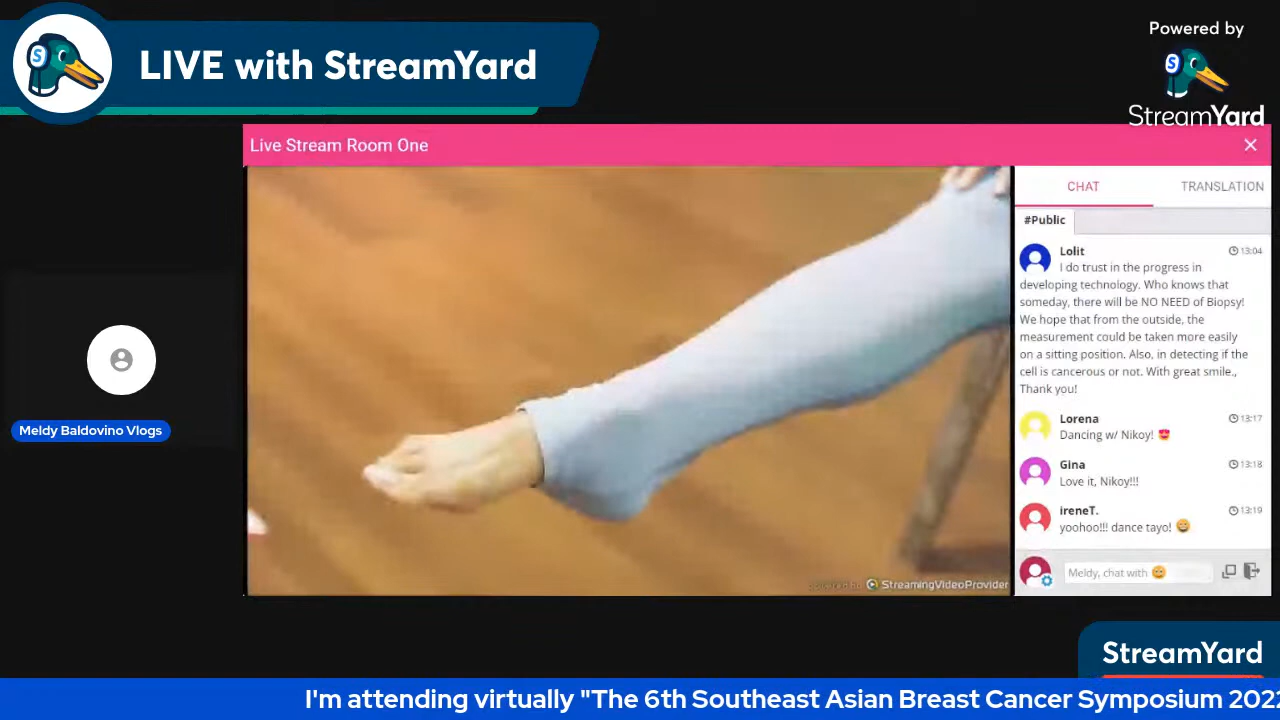 LIVE with StreamYard
Powered by
StreamYard
Live Stream Room One
CHAT
TRANSLATION
#Public
Lolit
13:04
I do trust in the progress in
developing technology. Who knows that
someday, there will be NO NEED of Biopsy!
We hope that from the outside, the
measurement could be taken more easily
on a sitting position. Also, in detecting if the
cell is cancerous or not. With great smile.,
Thank you!
Lorena
13:17
Dancing w/ Nikoy! 😍
Gina
13:18
Love it, Nikoy!!!
ireneT.
13:19
yoohoo!!! dance tayo! 😄
Meldy, chat with 😄
Meldy Baldovino Vlogs
powered by StreamingVideoProvider
StreamYard
I'm attending virtually "The 6th Southeast Asian Breast Cancer Symposium 202